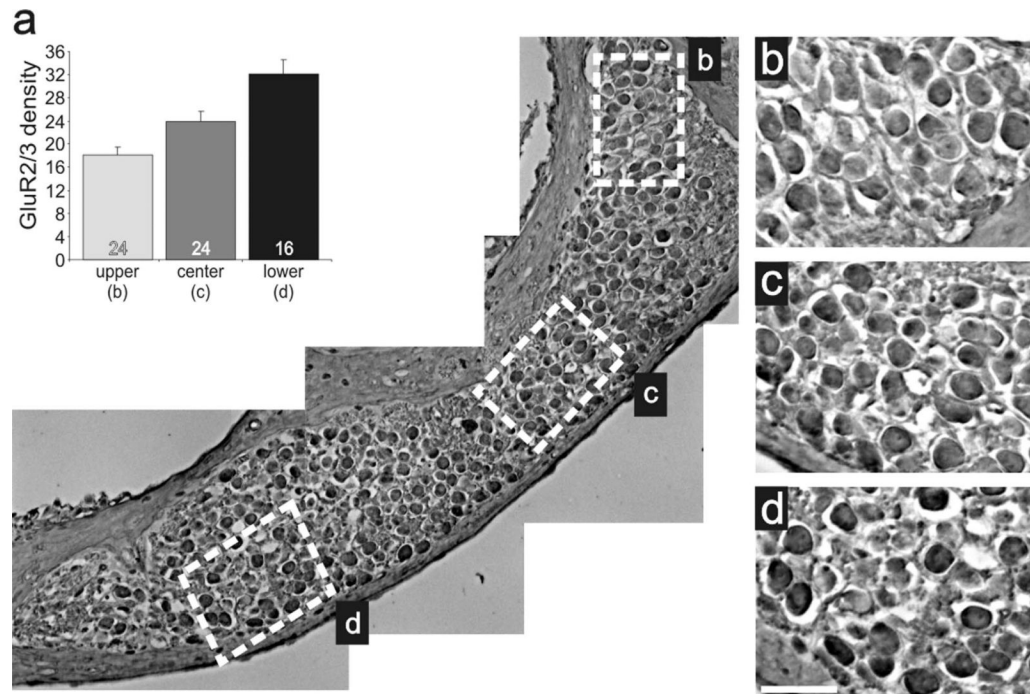 a
36
32
28
24
20
16
12
8
4
0
GluR2/3 density
24
24
16
upper
(b)
center
(c)
lower
(d)
b
c
d
b
c
d